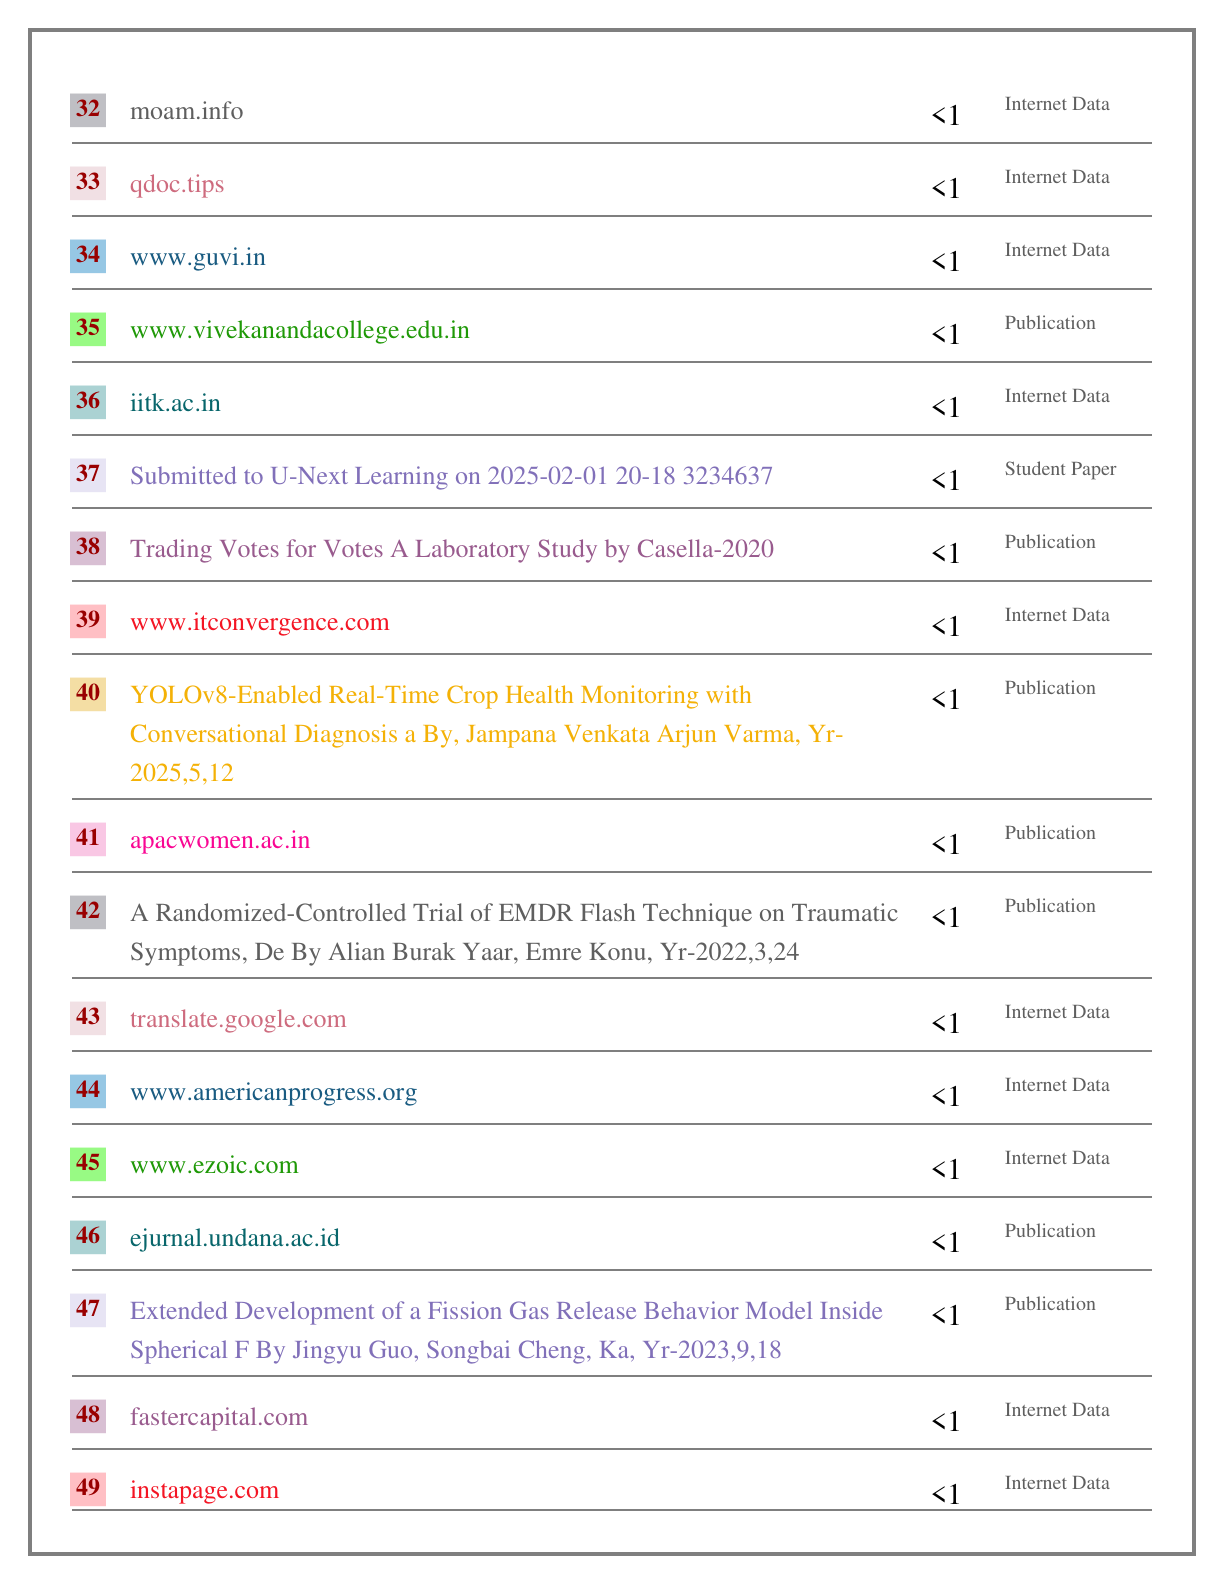 32 moam.info <1 Internet Data
33 qdoc.tips <1 Internet Data
34 www.guvi.in <1 Internet Data
35 www.vivekanandacollege.edu.in <1 Publication
36 iitk.ac.in <1 Internet Data
37 Submitted to U-Next Learning on 2025-02-01 20-18 3234637 <1 Student Paper
38 Trading Votes for Votes A Laboratory Study by Casella-2020 <1 Publication
39 www.itconvergence.com <1 Internet Data
40 YOLOv8-Enabled Real-Time Crop Health Monitoring with <1 Publication
Conversational Diagnosis a By, Jampana Venkata Arjun Varma, Yr-
2025,5,12
41 apacwomen.ac.in <1 Publication
42 A Randomized-Controlled Trial of EMDR Flash Technique on Traumatic <1 Publication
Symptoms, De By Alian Burak Yaar, Emre Konu, Yr-2022,3,24
43 translate.google.com <1 Internet Data
44 www.americanprogress.org <1 Internet Data
45 www.ezoic.com <1 Internet Data
46 ejurnal.undana.ac.id <1 Publication
47 Extended Development of a Fission Gas Release Behavior Model Inside <1 Publication
Spherical F By Jingyu Guo, Songbai Cheng, Ka, Yr-2023,9,18
48 fastercapital.com <1 Internet Data
49 instapage.com <1 Internet Data